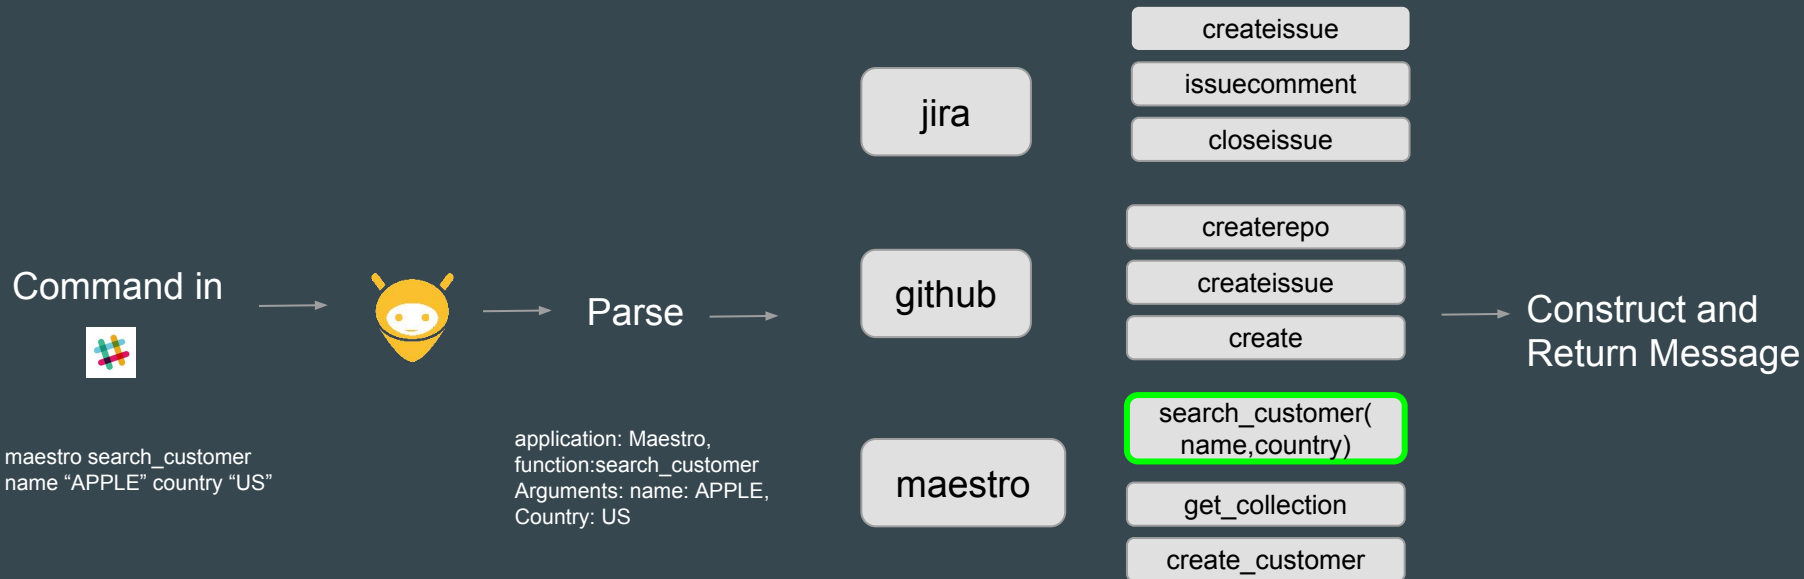 Command in
maestro search_customer
name “APPLE” country “US”
Parse
application: Maestro,
function:search_customer
Arguments: name: APPLE,
Country: US
jira
createissue
issuecomment
closeissue
github
createrepo
createissue
create
maestro
search_customer(
name,country)
get_collection
create_customer
Construct and
Return Message